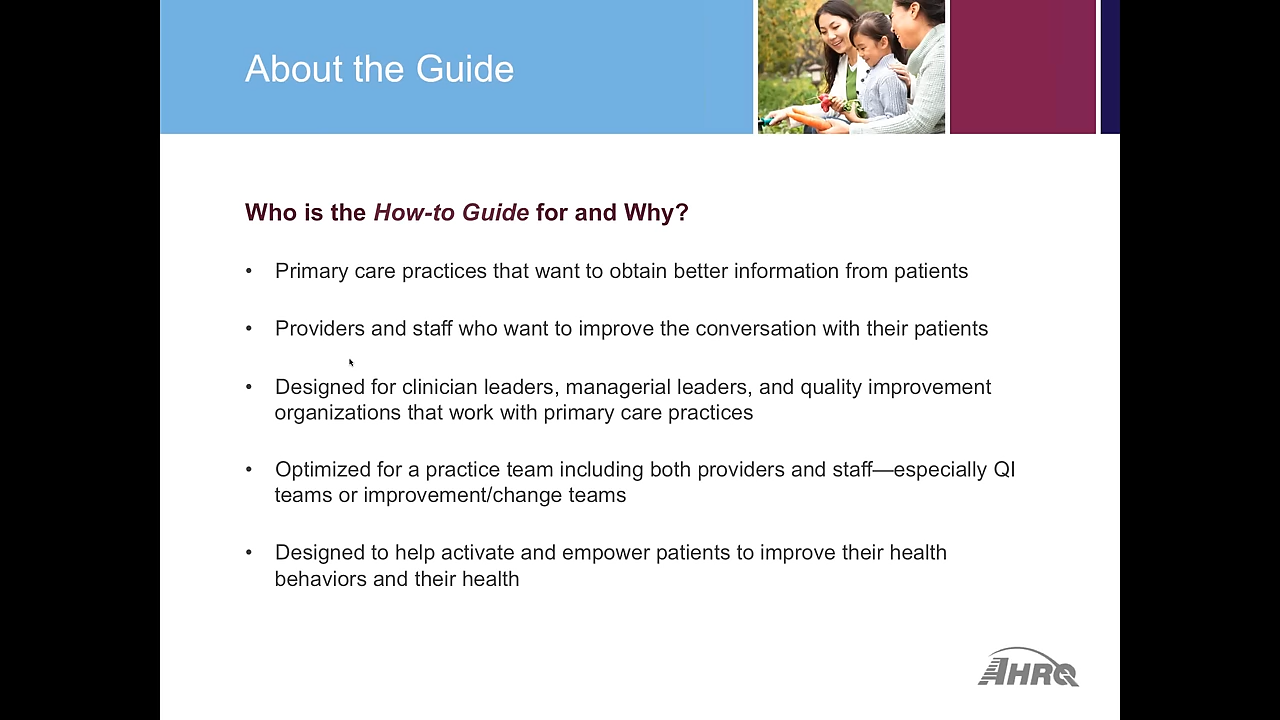 About the Guide
Who is the How-to Guide for and Why?
• Primary care practices that want to obtain better information from patients
• Providers and staff who want to improve the conversation with their patients
• Designed for clinician leaders, managerial leaders, and quality improvement
organizations that work with primary care practices
• Optimized for a practice team including both providers and staff—especially QI
teams or improvement/change teams
• Designed to help activate and empower patients to improve their health
behaviors and their health
AHRQ